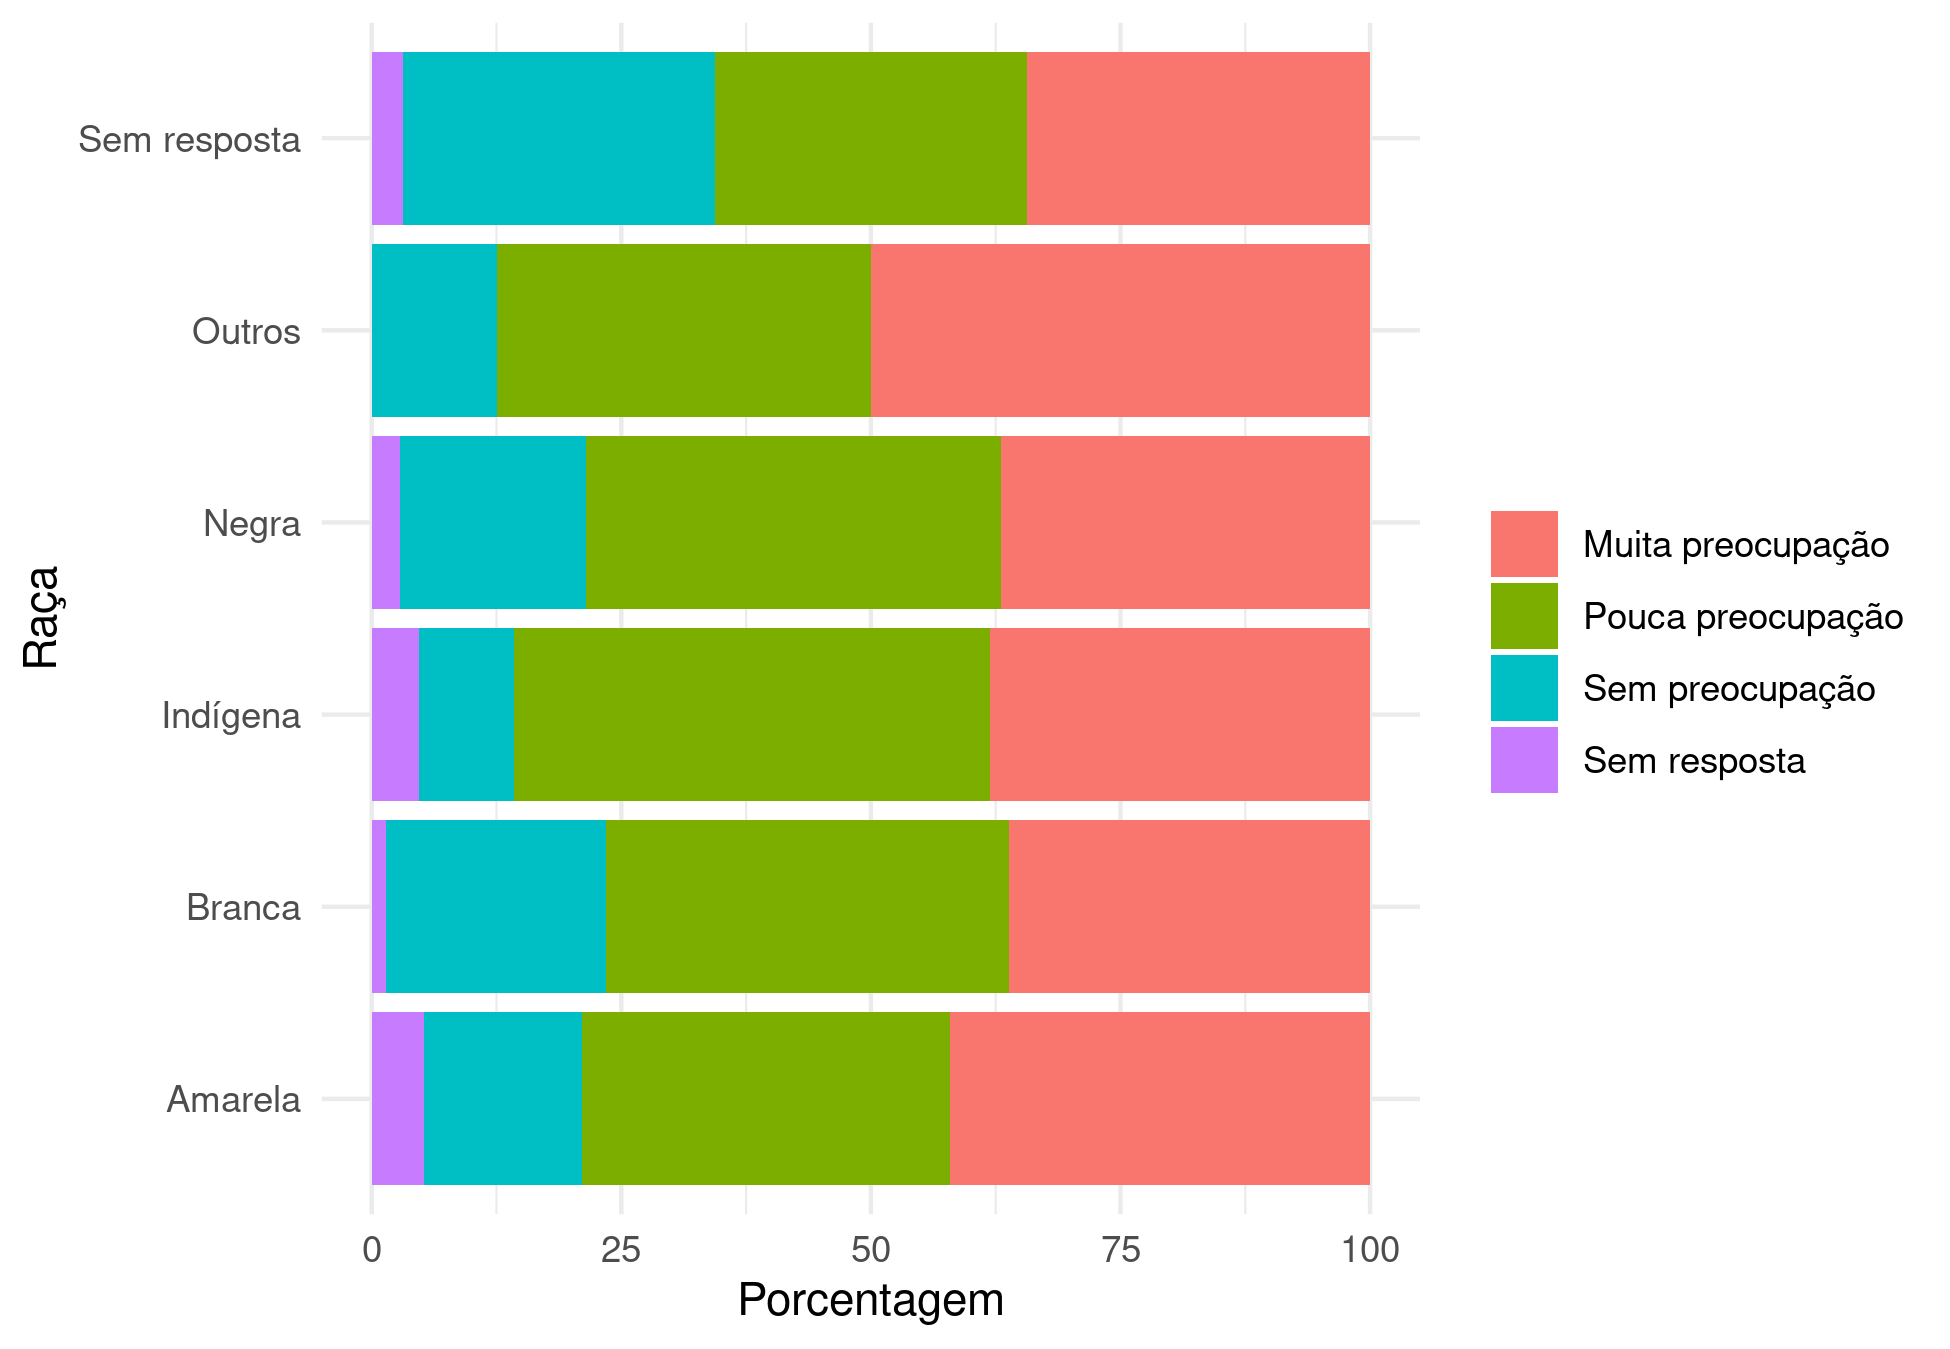 Raça
Sem resposta
Outros
Negra
Indígena
Branca
Amarela
0 25 50 75 100
Porcentagem
Muita preocupação
Pouca preocupação
Sem preocupação
Sem resposta